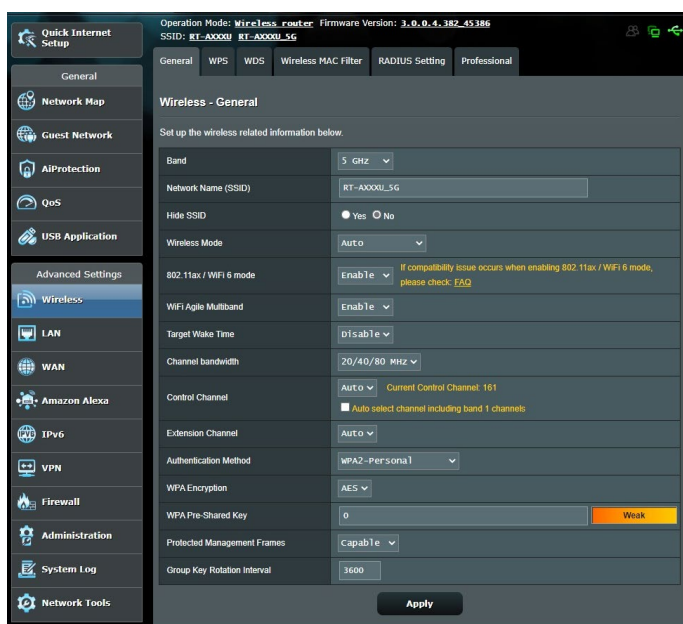 Quick Internet
Setup
Operation Mode: Wireless router Firmware Version: 3.0.0.4.382_45386
SSID: RT-AXXXU RT-AXXXU_5G
General
Network Map
Guest Network
AiProtection
QoS
USB Application
Advanced Settings
Wireless
LAN
WAN
Amazon Alexa
IPv6
VPN
Firewall
Administration
System Log
Network Tools
General WPS WDS Wireless MAC Filter RADIUS Setting Professional
Wireless - General
Set up the wireless related information below.
Band 5 GHz
Network Name (SSID) RT-AXXXU_5G
Hide SSID Yes No
Wireless Mode Auto
802.11ax / WiFi 6 mode Enable If compatibility issue occurs when enabling 802.11ax / WiFi 6 mode,
please check: FAQ
WiFi Agile Multiband Enable
Target Wake Time Disable
Channel bandwidth 20/40/80 MHz
Control Channel Auto Current Control Channel: 161
Auto select channel including band 1 channels
Extension Channel Auto
Authentication Method WPA2-Personal
WPA Encryption AES
WPA Pre-Shared Key 0 Weak
Protected Management Frames Capable
Group Key Rotation Interval 3600
Apply